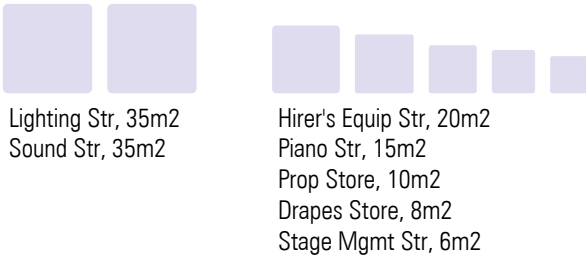 Lighting Str, 35m2
Sound Str, 35m2
Hirer's Equip Str, 20m2
Piano Str, 15m2
Prop Store, 10m2
Drapes Store, 8m2
Stage Mgmt Str, 6m2